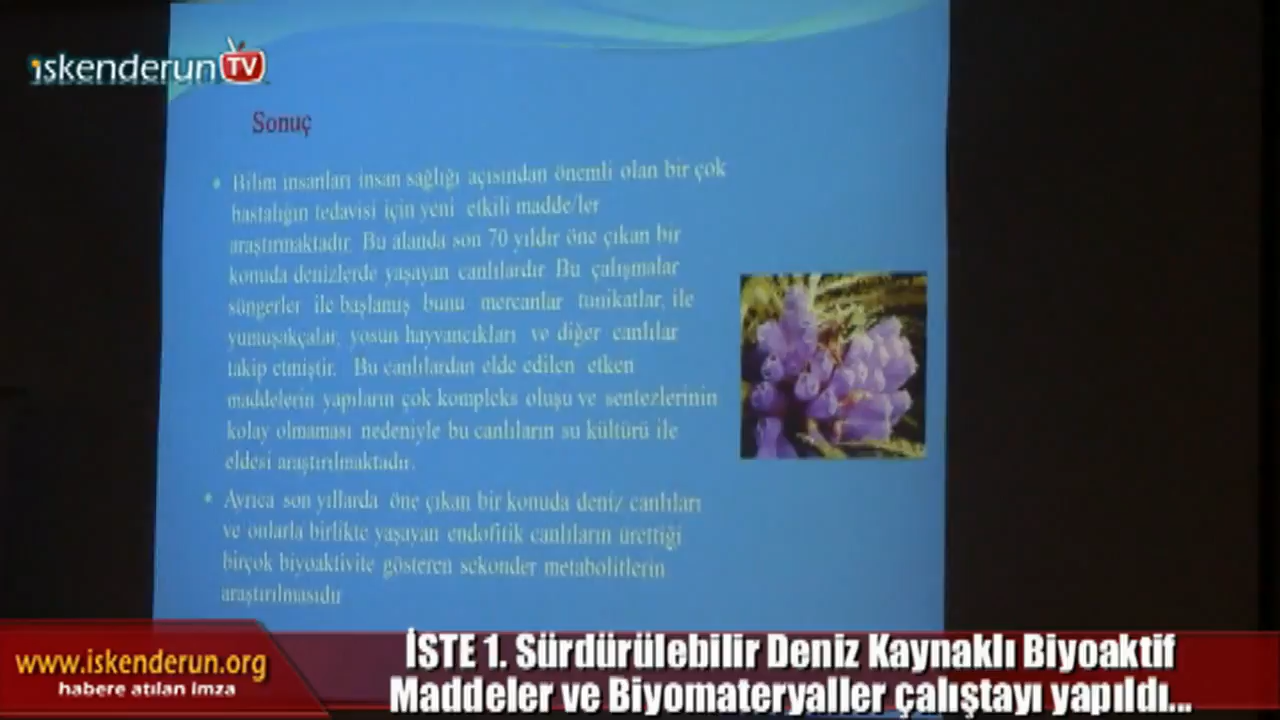 iskenderun TV
Sonuç
• Bilim insanları insan sağlığı açısından önemli olan bir çok
hastalığın tedavisi için yeni etkili madde/ler
araştırmaktadır. Bu alanda son 70 yıldır öne çıkan bir
konuda denizlerde yaşayan canlılardır. Bu çalışmalar
süngerler ile başlamış bunu mercanlar tunikatlar, ile
yumuşakçalar, yosun hayvancıkları ve diğer canlılar
takip etmiştir. Bu canlılardan elde edilen etken
maddelerin yapıların çok kompleks oluşu ve sentezlerinin
kolay olmaması nedeniyle bu canlıların su kültürü ile
eldesi araştırılmaktadır.
• Ayrıca son yıllarda öne çıkan bir konuda deniz canlıları
ve onlarla birlikte yaşayan endofitik canlıların ürettiği
birçok biyoaktivite gösteren sekonder metabolitlerin
araştırılmasıdır
www.iskenderun.org
habere atılan imza
İSTE 1. Sürdürülebilir Deniz Kaynaklı Biyoaktif
Maddeler ve Biyomateryaller çalıştayı yapıldı...